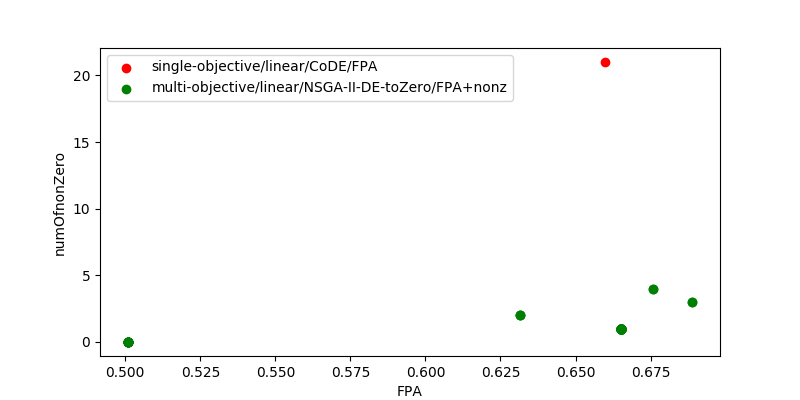 single-objective/linear/CoDE/FPA
multi-objective/linear/NSGA-II-DE-toZero/FPA+nonz
numOfnonZero
20
15
10
5
0
0.500 0.525 0.550 0.575 0.600 0.625 0.650 0.675
FPA